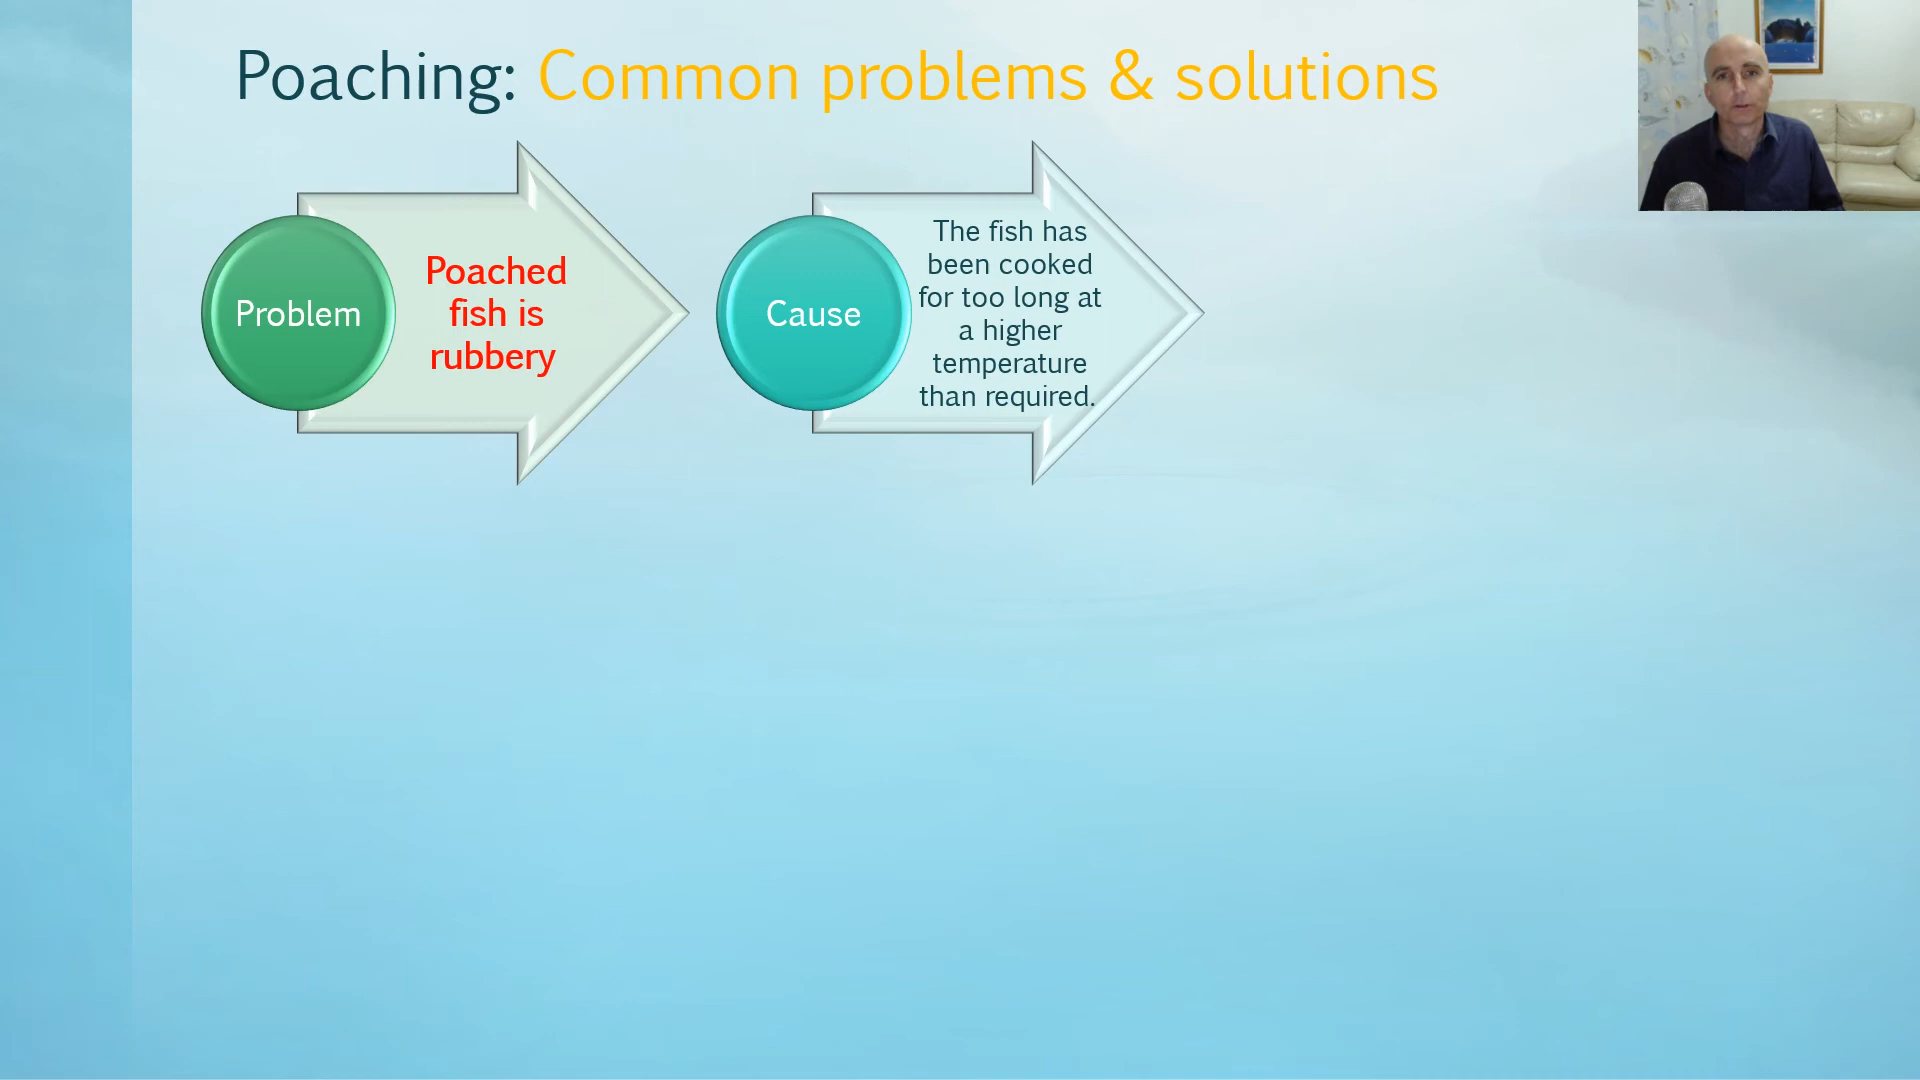 Poaching: Common problems & solutions
Problem
Poached
fish is
rubbery
Cause
The fish has
been cooked
for too long at
a higher
temperature
than required.